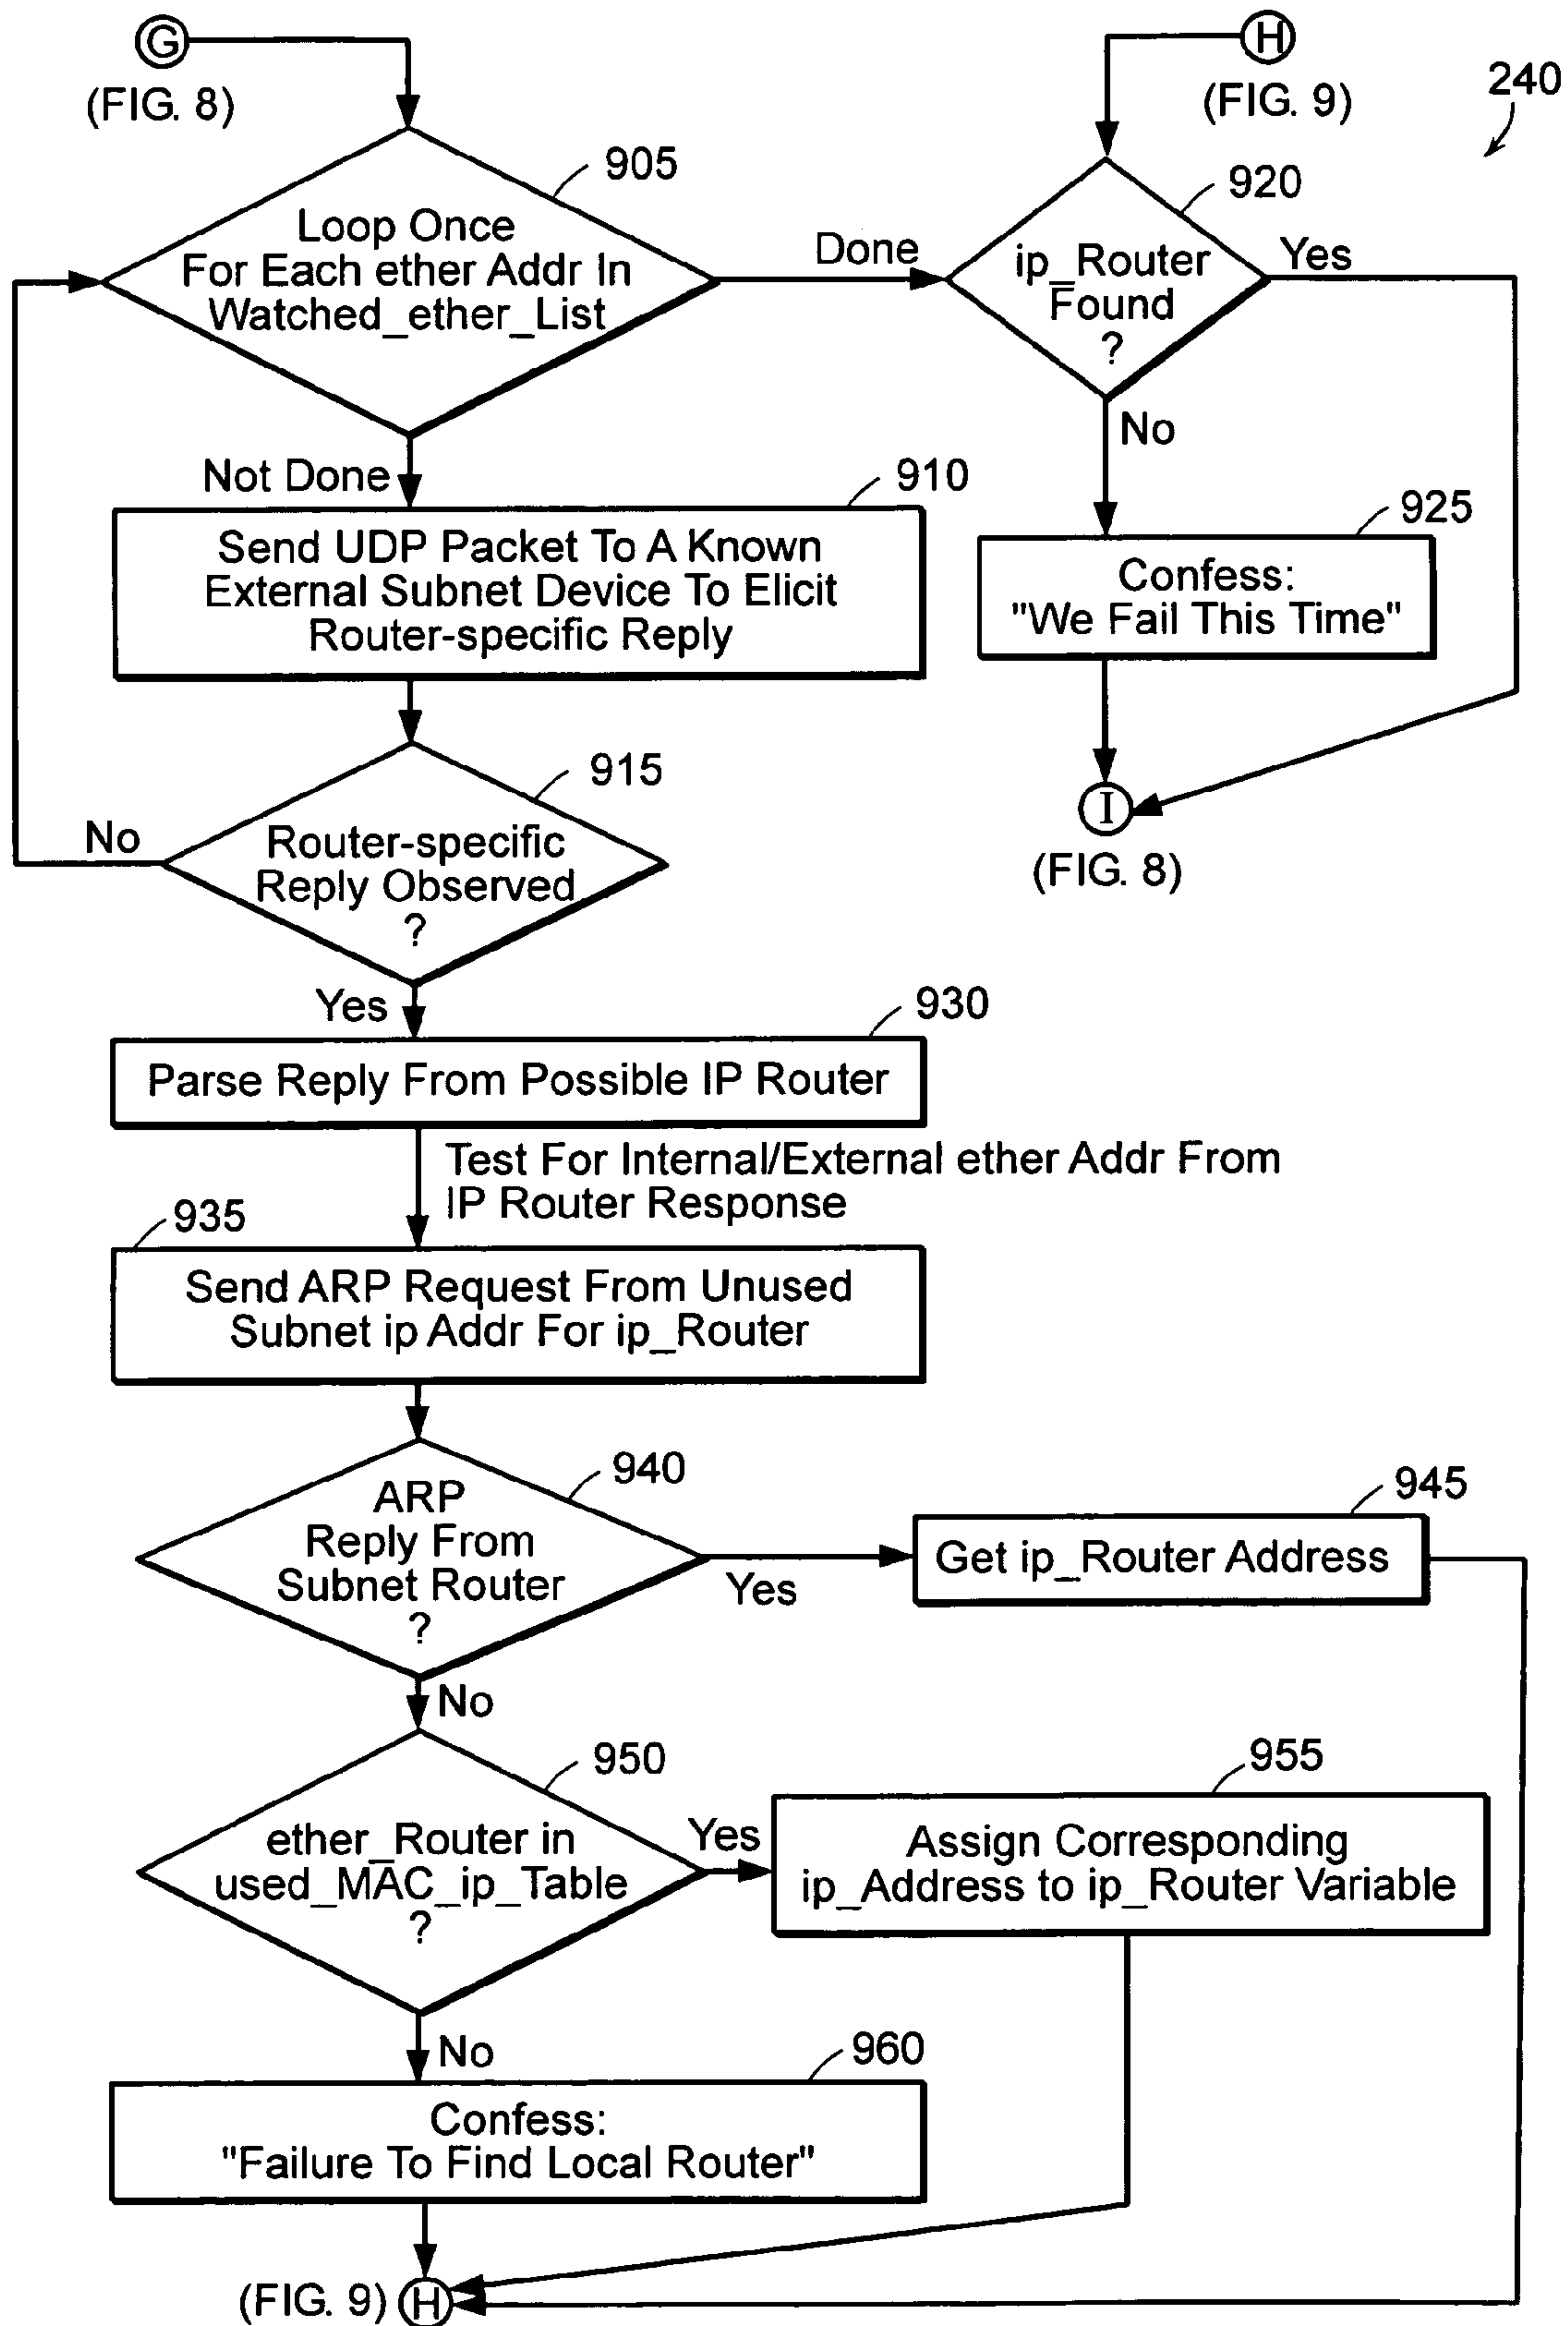 G
(FIG. 8)
H
(FIG. 9)
240
905
Loop Once
For Each ether Addr In
Watched_ether_List
Done
920
ip_Router
Found
?
Yes
No
925
Confess:
"We Fail This Time"
I
(FIG. 8)
Not Done
910
Send UDP Packet To A Known
External Subnet Device To Elicit
Router-specific Reply
915
Router-specific
Reply Observed
?
No
Yes
930
Parse Reply From Possible IP Router
Test For Internal/External ether Addr From
IP Router Response
935
Send ARP Request From Unused
Subnet ip Addr For ip_Router
940
ARP
Reply From
Subnet Router
?
Yes
945
Get ip_Router Address
No
950
ether_Router in
used_MAC_ip_Table
?
Yes
955
Assign Corresponding
ip_Address to ip_Router Variable
No
960
Confess:
"Failure To Find Local Router"
(FIG. 9)
H